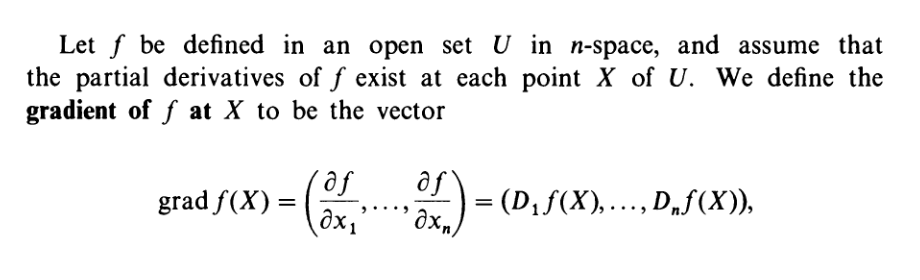 Let f be defined in an open set U in n-space, and assume that
the partial derivatives of f exist at each point X of U. We define the
gradient of f at X to be the vector
grad f(X) = (∂f/∂x₁, ..., ∂f/∂xₙ) = (D₁f(X), ..., Dₙf(X)),